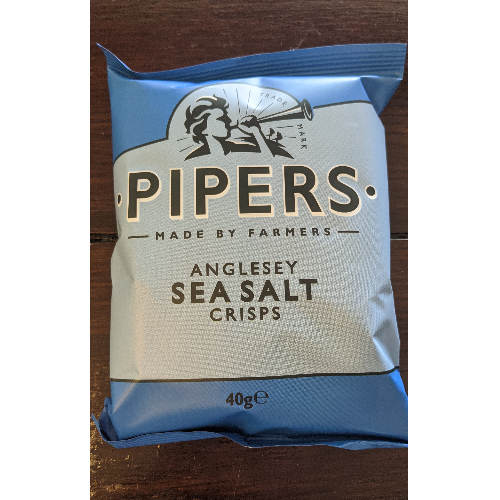 TRADE MARK
PIPERS
MADE BY FARMERS
ANGLESEY
SEA SALT
CRISPS
40g℮